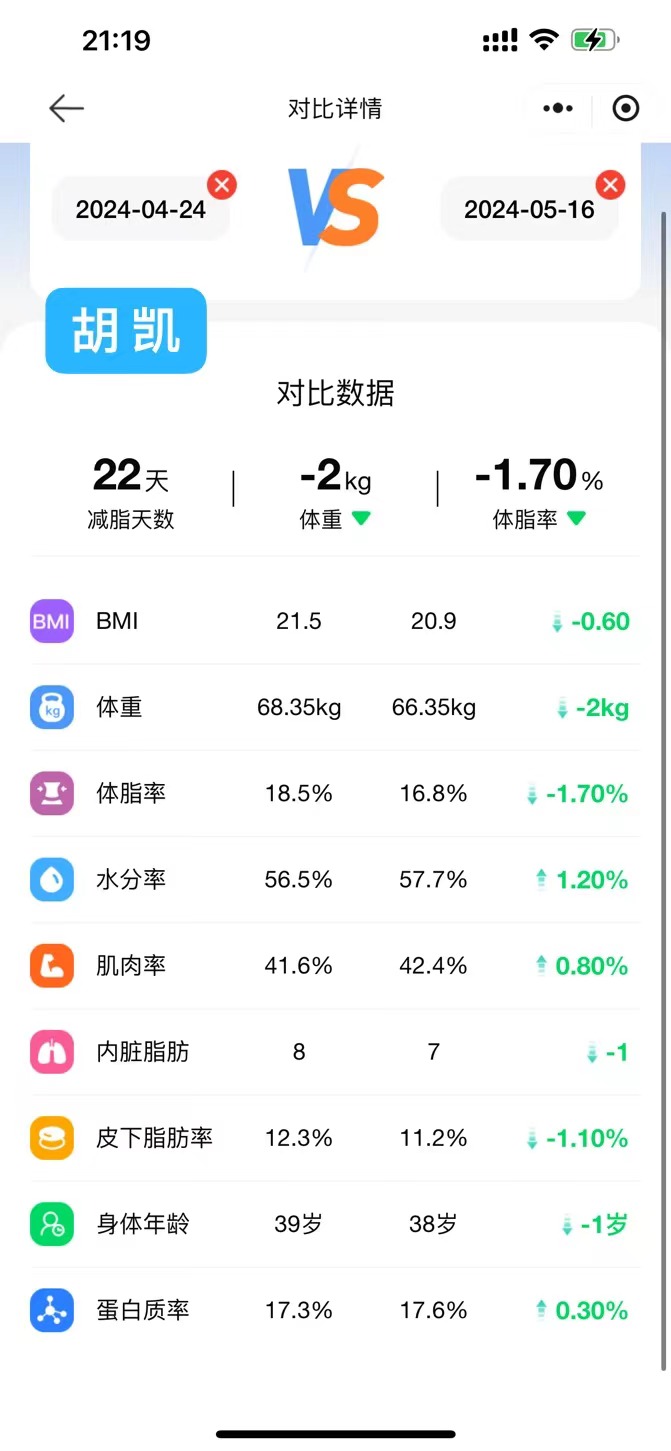 21:19
对比详情
2024-04-24 VS 2024-05-16
胡 凯
对比数据
22天 -2kg -1.70%
减脂天数 体重 体脂率
BMI BMI 21.5 20.9 -0.60
kg 体重 68.35kg 66.35kg -2kg
体脂率 18.5% 16.8% -1.70%
水分率 56.5% 57.7% 1.20%
肌肉率 41.6% 42.4% 0.80%
内脏脂肪 8 7 -1
皮下脂肪率 12.3% 11.2% -1.10%
身体年龄 39岁 38岁 -1岁
蛋白质率 17.3% 17.6% 0.30%